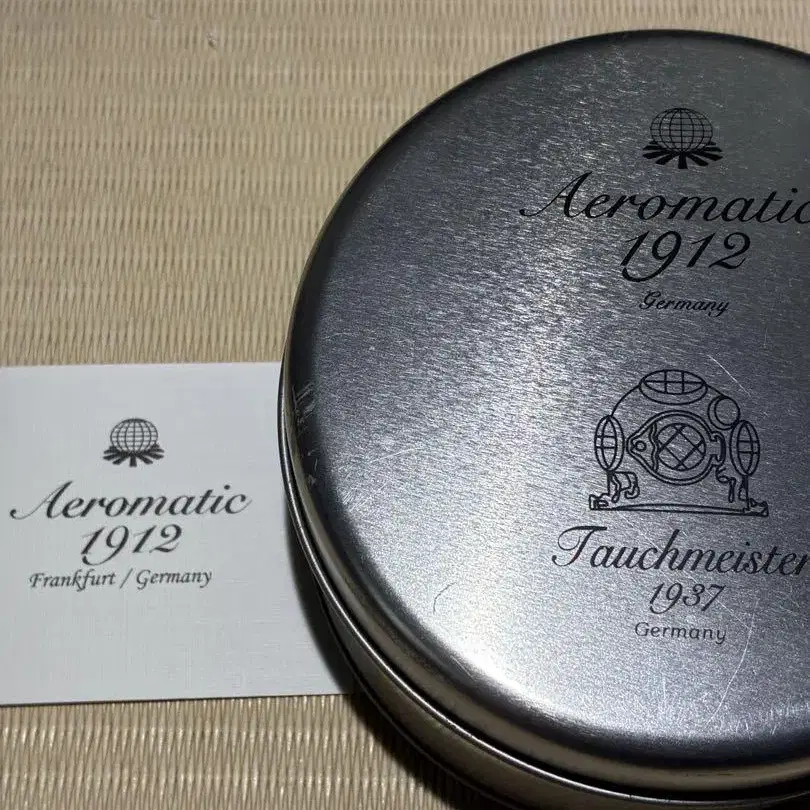 Aeromatic
1912
Germany
Tauchmeister
1937
Germany
Aeromatic
1912
Frankfurt / Germany